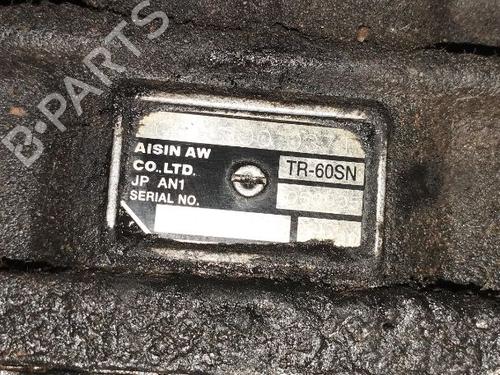 B-PARTS
AISIN AW
CO.,LTD.
TR-60SN
JP AN1
SERIAL NO.